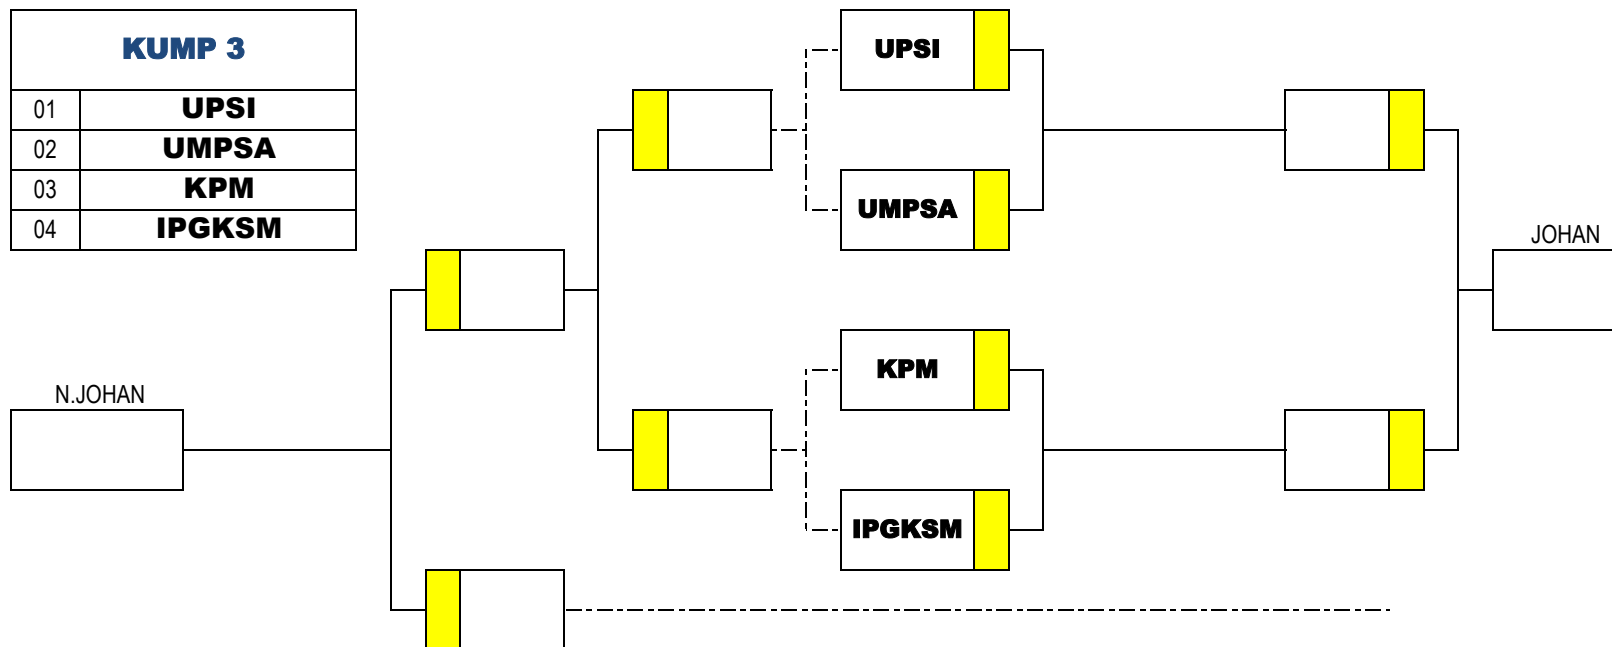 KUMP 3
01 UPSI
02 UMPSA
03 KPM
04 IPGKSM
UPSI
UMPSA
JOHAN
KPM
N.JOHAN
IPGKSM